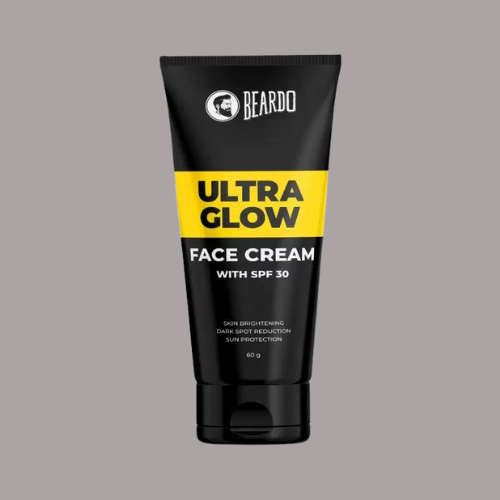 BEARDO
ULTRA
GLOW
FACE CREAM
WITH SPF 30
SKIN BRIGHTENING
DARK SPOT REDUCTION
SUN PROTECTION
60 g